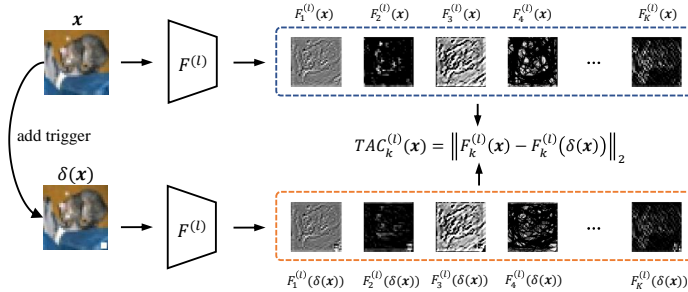 x
F_1^{(l)}(x) F_2^{(l)}(x) F_3^{(l)}(x) F_4^{(l)}(x) F_K^{(l)}(x)
F^{(l)}
...
add trigger
TAC_k^{(l)}(x) = ‖F_k^{(l)}(x) − F_k^{(l)}(δ(x))‖_2
δ(x)
F^{(l)}
...
F_1^{(l)}(δ(x)) F_2^{(l)}(δ(x)) F_3^{(l)}(δ(x)) F_4^{(l)}(δ(x)) F_K^{(l)}(δ(x))